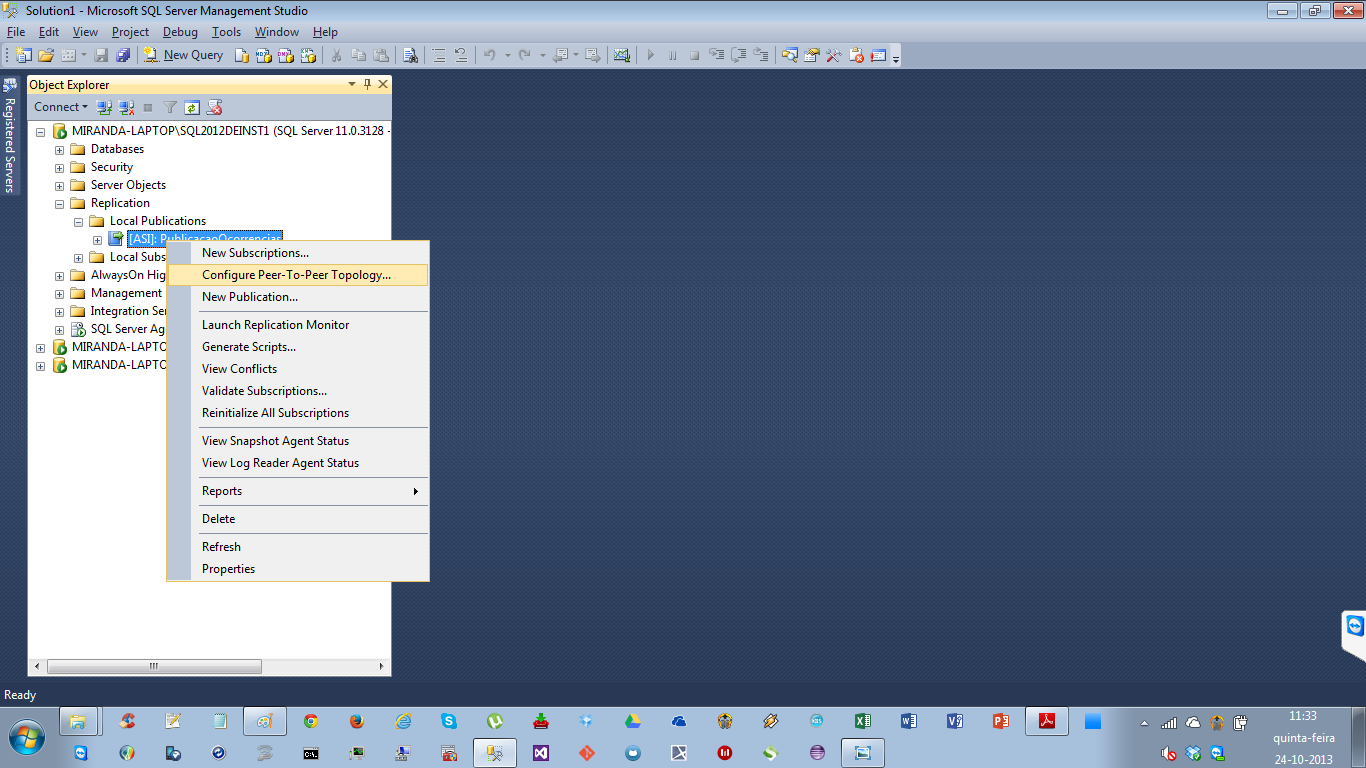 Solution1 - Microsoft SQL Server Management Studio
File Edit View Project Debug Tools Window Help
New Query
Registered Servers
Object Explorer
Connect
MIRANDA-LAPTOP\SQL2012DEINST1 (SQL Server 11.0.3128 -
Databases
Security
Server Objects
Replication
Local Publications
[ASI]: PublicacaoOcorrencias
Local Subs
AlwaysOn Hig
Management
Integration Se
SQL Server Ag
MIRANDA-LAPTO
MIRANDA-LAPTO
New Subscriptions...
Configure Peer-To-Peer Topology...
New Publication...
Launch Replication Monitor
Generate Scripts...
View Conflicts
Validate Subscriptions...
Reinitialize All Subscriptions
View Snapshot Agent Status
View Log Reader Agent Status
Reports
Delete
Refresh
Properties
Ready
11:33
quinta-feira
24-10-2013